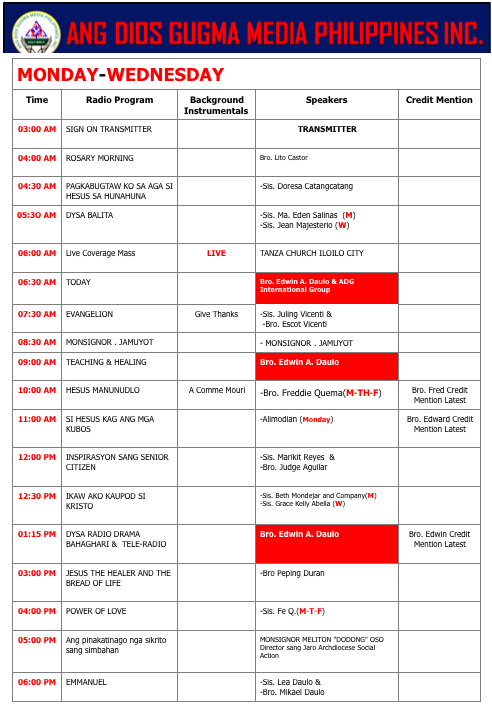 ANG DIOS GUGMA MEDIA PHILIPPINES INC.
MONDAY-WEDNESDAY
Time Radio Program Background Speakers Credit Mention
Instrumentals
03:00 AM SIGN ON TRANSMITTER TRANSMITTER
04:00 AM ROSARY MORNING Bro. Lito Castor
04:30 AM PAGKABUGTAW KO SA AGA SI -Sis. Doresa Catangcatang
HESUS SA HUNAHUNA
05:30 AM DYSA BALITA -Sis. Ma. Eden Salinas (M)
-Sis. Jean Majesterio (W)
06:00 AM Live Coverage Mass LIVE TANZA CHURCH ILOILO CITY
06:30 AM TODAY Bro. Edwin A. Daulo & ADG
International Group
07:30 AM EVANGELION Give Thanks -Sis. Juling Vicenti &
-Bro. Escot Vicenti
08:30 AM MONSIGNOR . JAMUYOT - MONSIGNOR . JAMUYOT
09:00 AM TEACHING & HEALING Bro. Edwin A. Daulo
10:00 AM HESUS MANUNUDLO A Comme Mouri -Bro. Freddie Quema(M-TH-F) Bro. Fred Credit
Mention Latest
11:00 AM SI HESUS KAG ANG MGA -Alimodian (Monday) Bro. Edward Credit
KUBOS Mention Latest
12:00 PM INSPIRASYON SANG SENIOR -Sis. Marikit Reyes &
CITIZEN -Bro. Judge Aguilar
12:30 PM IKAW AKO KAUPOD SI -Sis. Beth Mondejar and Company(M)
KRISTO -Sis. Grace Kelly Abella (W)
01:15 PM DYSA RADIO DRAMA Bro. Edwin A. Daulo Bro. Edwin Credit
BAHAGHARI & TELE-RADIO Mention Latest
03:00 PM JESUS THE HEALER AND THE -Bro Peping Duran
BREAD OF LIFE
04:00 PM POWER OF LOVE -Sis. Fe Q.(M-T-F)
05:00 PM Ang pinakatinago nga sikrito MONSIGNOR MELITON "DODONG" OSO
sang simbahan Director sang Jaro Archdiocese Social
Action
06:00 PM EMMANUEL -Sis. Lea Daulo &
-Bro. Mikael Daulo